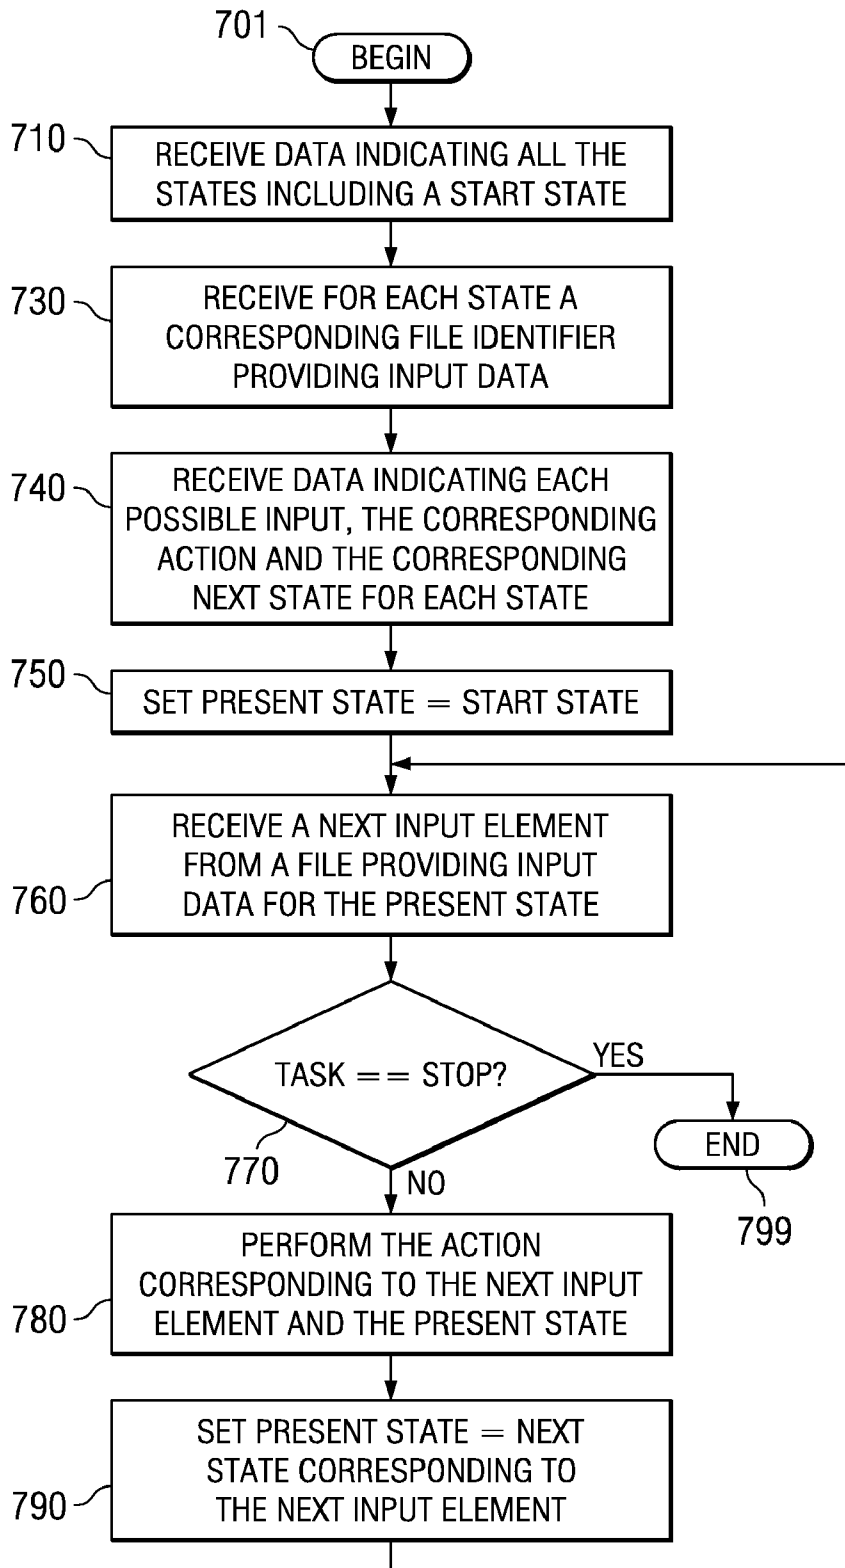 701
BEGIN
710
RECEIVE DATA INDICATING ALL THE
STATES INCLUDING A START STATE
730
RECEIVE FOR EACH STATE A
CORRESPONDING FILE IDENTIFIER
PROVIDING INPUT DATA
740
RECEIVE DATA INDICATING EACH
POSSIBLE INPUT, THE CORRESPONDING
ACTION AND THE CORRESPONDING
NEXT STATE FOR EACH STATE
750
SET PRESENT STATE = START STATE
760
RECEIVE A NEXT INPUT ELEMENT
FROM A FILE PROVIDING INPUT
DATA FOR THE PRESENT STATE
TASK == STOP?
YES
770
NO
END
799
780
PERFORM THE ACTION
CORRESPONDING TO THE NEXT INPUT
ELEMENT AND THE PRESENT STATE
790
SET PRESENT STATE = NEXT
STATE CORRESPONDING TO
THE NEXT INPUT ELEMENT